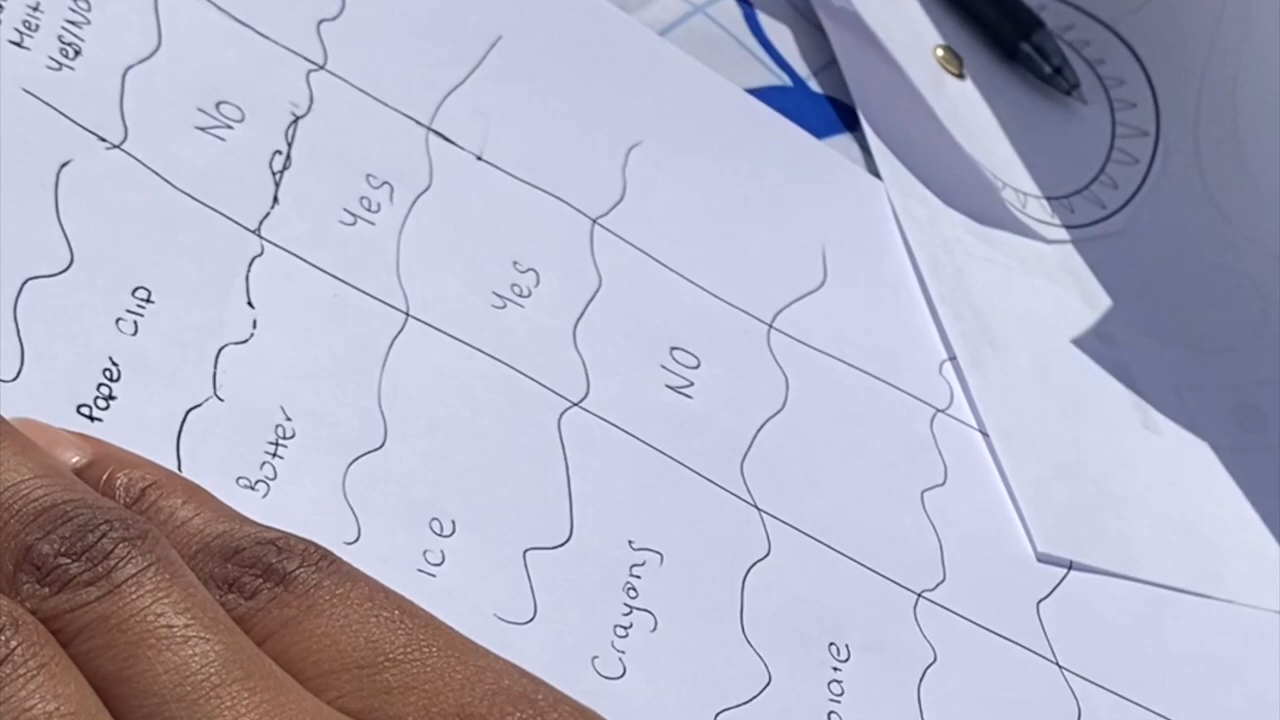 Melt
Yes/No
Paper Clip
No
Butter
Yes
Ice
Yes
Crayons
No